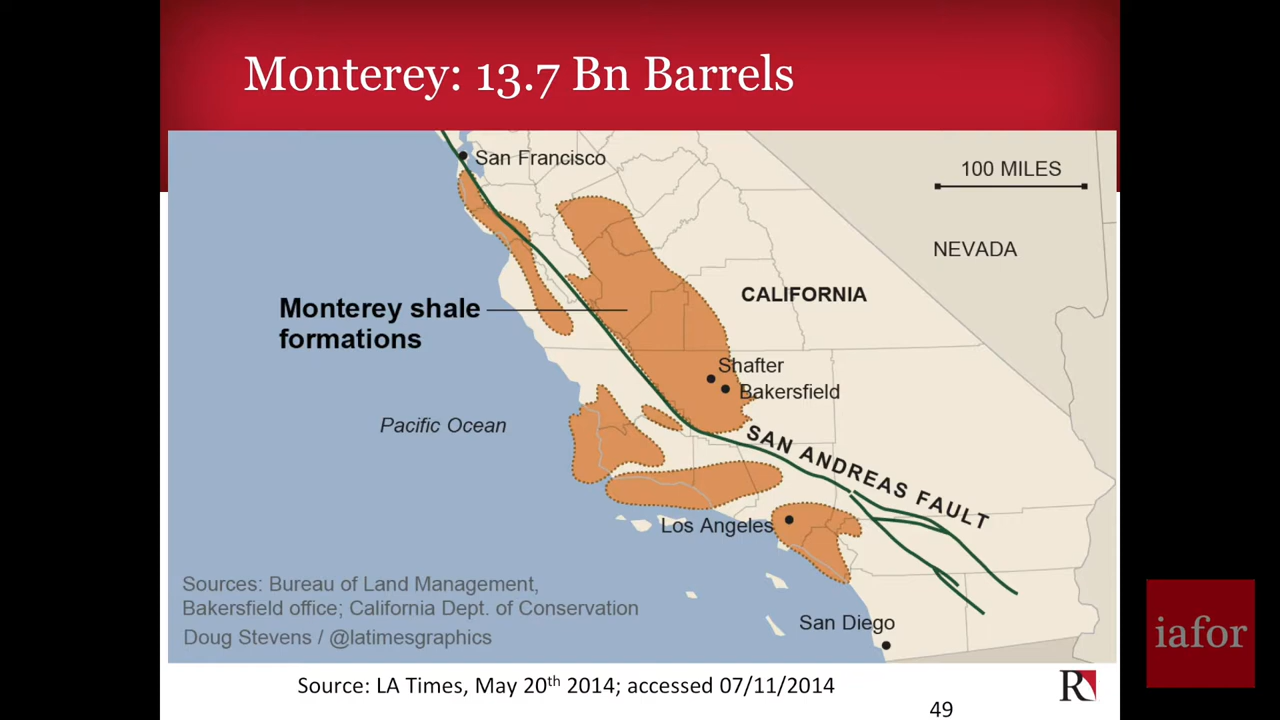 Monterey: 13.7 Bn Barrels
San Francisco
100 MILES
NEVADA
CALIFORNIA
Monterey shale
formations
Shafter
Bakersfield
Pacific Ocean
SAN ANDREAS FAULT
Los Angeles
Sources: Bureau of Land Management,
Bakersfield office; California Dept. of Conservation
Doug Stevens / @latimesgraphics
San Diego
iafor
Source: LA Times, May 20th 2014; accessed 07/11/2014
R
49